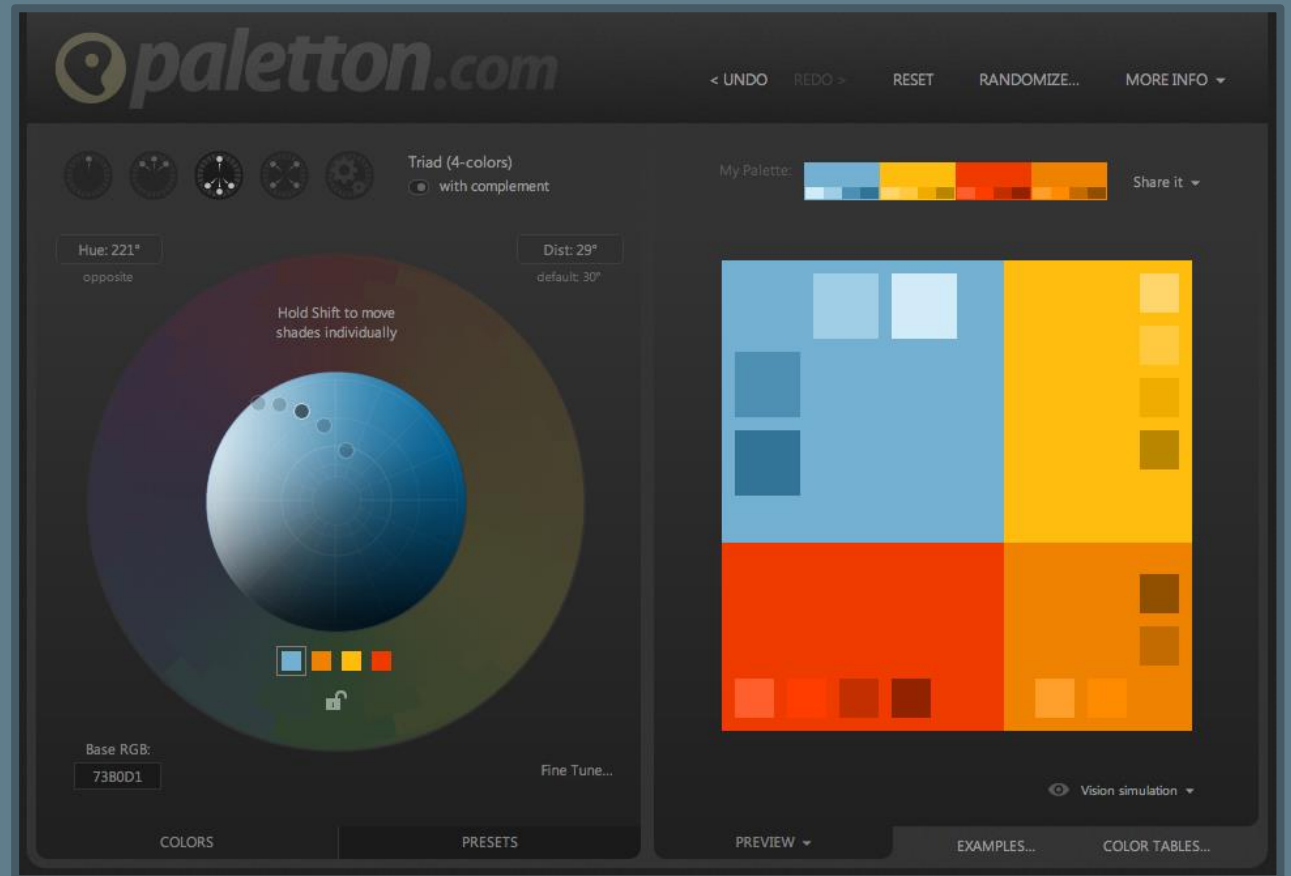 paletton.com
< UNDO REDO > RESET RANDOMIZE... MORE INFO
Triad (4-colors)
with complement
My Palette:
Share it
Hue: 221°
opposite
Dist: 29°
default: 30°
Hold Shift to move
shades individually
Base RGB:
73B0D1
Fine Tune...
Vision simulation
COLORS PRESETS PREVIEW EXAMPLES... COLOR TABLES...